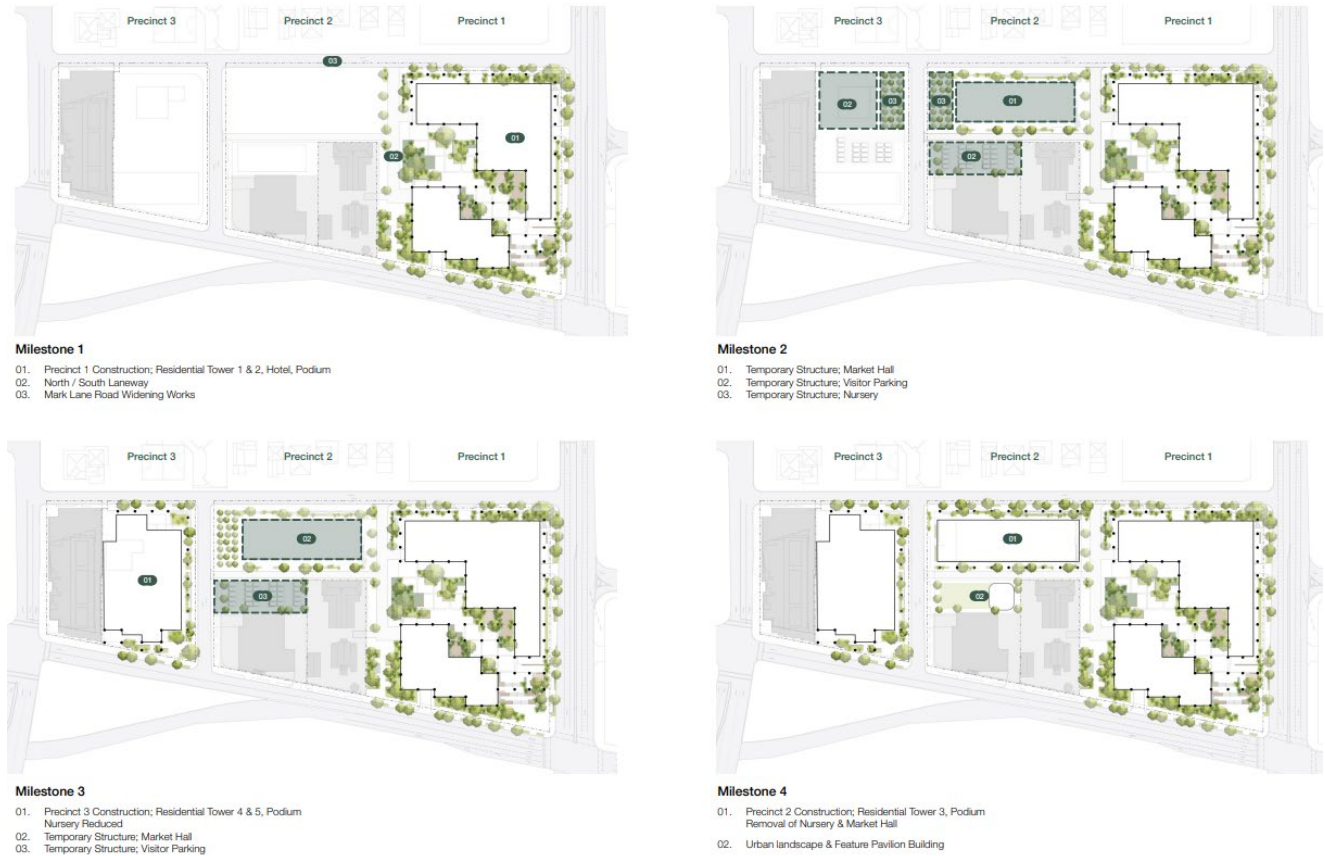 Precinct 3 Precinct 2 Precinct 1
03
01
02
Milestone 1
01. Precinct 1 Construction; Residential Tower 1 & 2, Hotel, Podium
02. North / South Laneway
03. Mark Lane Road Widening Works
Precinct 3 Precinct 2 Precinct 1
02 03 03 01
02
Milestone 2
01. Temporary Structure; Market Hall
02. Temporary Structure; Visitor Parking
03. Temporary Structure; Nursery
Precinct 3 Precinct 2 Precinct 1
02
01
03
Milestone 3
01. Precinct 3 Construction; Residential Tower 4 & 5, Podium
Nursery Reduced
02. Temporary Structure; Market Hall
03. Temporary Structure; Visitor Parking
Precinct 3 Precinct 2 Precinct 1
01
02
Milestone 4
01. Precinct 2 Construction; Residential Tower 3, Podium
Removal of Nursery & Market Hall
02. Urban landscape & Feature Pavilion Building